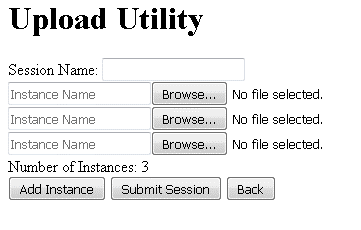 Upload Utility
Session Name:
Instance Name Browse... No file selected.
Instance Name Browse... No file selected.
Instance Name Browse... No file selected.
Number of Instances: 3
Add Instance Submit Session Back